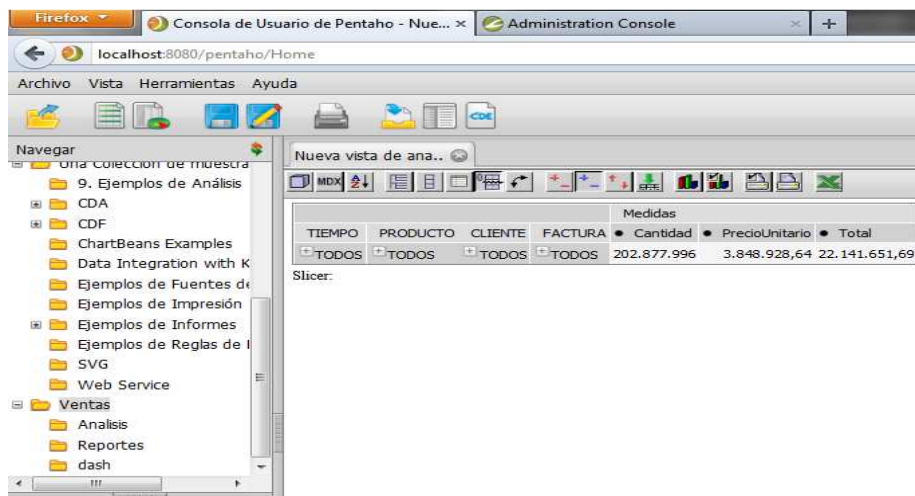 Firefox
Consola de Usuario de Pentaho - Nue... ×
Administration Console ×
+
localhost:8080/pentaho/Home
Archivo Vista Herramientas Ayuda
CDE
Navegar
Una Colección de muestra
9. Ejemplos de Análisis
CDA
CDF
ChartBeans Examples
Data Integration with K
Ejemplos de Fuentes de
Ejemplos de Impresión
Ejemplos de Informes
Ejemplos de Reglas de
SVG
Web Service
Ventas
Analisis
Reportes
dash
Nueva vista de ana..
MDX
Medidas
TIEMPO PRODUCTO CLIENTE FACTURA • Cantidad • PrecioUnitario • Total
TODOS TODOS TODOS TODOS 202.877.996 3.848.928,64 22.141.651,69
Slicer: